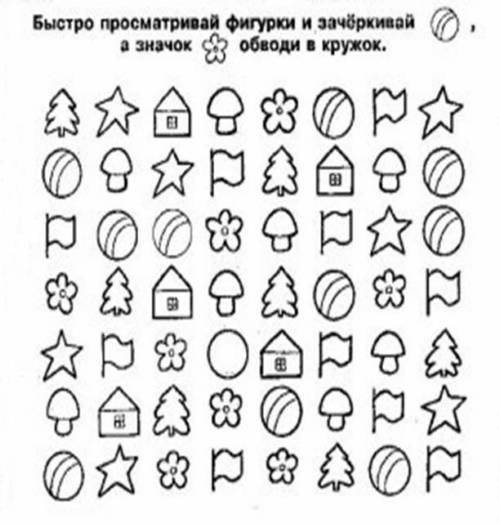 Быстро просматривай фигурки и зачёркивай ,
а значок обводи в кружок.